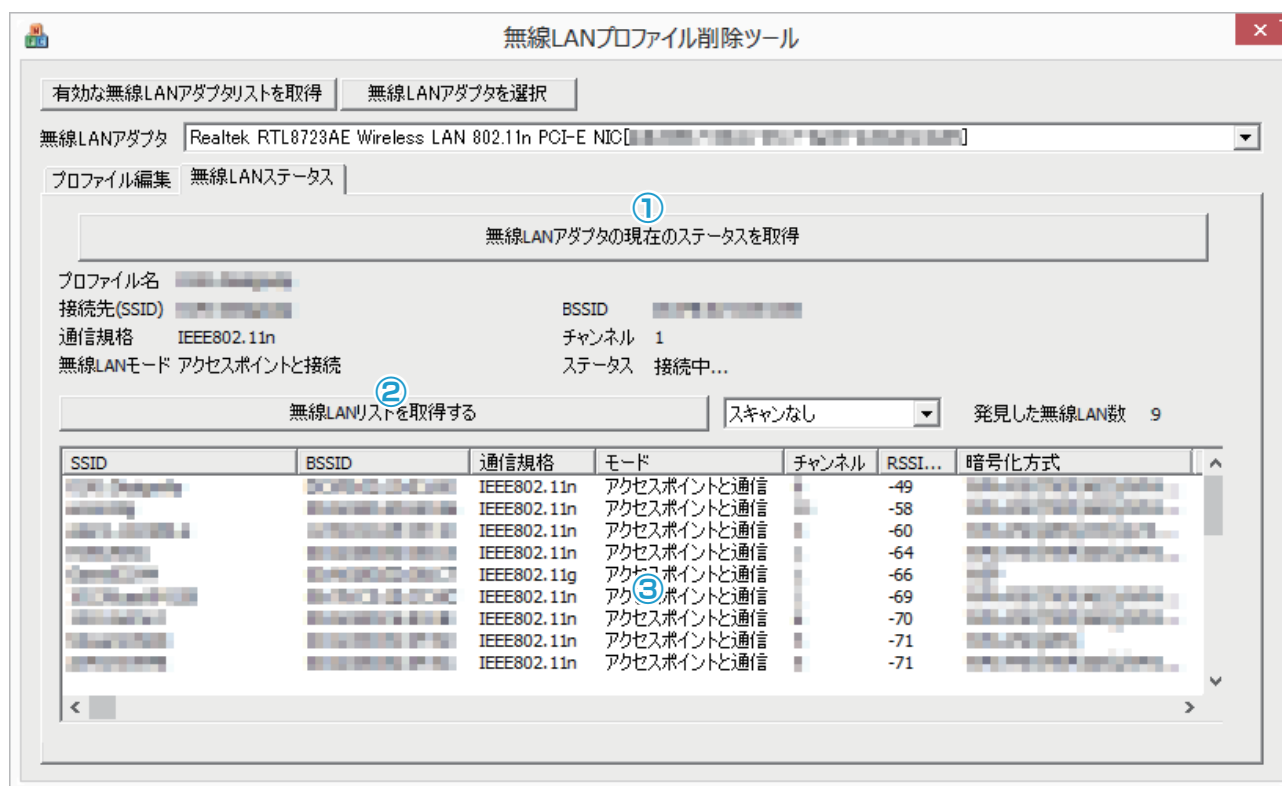 無線LANプロファイル削除ツール
有効な無線LANアダプタリストを取得 無線LANアダプタを選択
無線LANアダプタ Realtek RTL8723AE Wireless LAN 802.11n PCI-E NIC[ ]
プロファイル編集 無線LANステータス
①
無線LANアダプタの現在のステータスを取得
プロファイル名
接続先(SSID) BSSID
通信規格 IEEE802.11n チャンネル 1
無線LANモード アクセスポイントと接続 ステータス 接続中...
②
無線LANリストを取得する スキャンなし 発見した無線LAN数 9
SSID BSSID 通信規格 モード チャンネル RSSI... 暗号化方式
IEEE802.11n アクセスポイントと通信 -49
IEEE802.11n アクセスポイントと通信 -58
IEEE802.11n アクセスポイントと通信 -60
IEEE802.11n アクセスポイントと通信 -64
IEEE802.11g アクセスポイントと通信 -66
③
IEEE802.11n アクセスポイントと通信 -69
IEEE802.11n アクセスポイントと通信 -70
IEEE802.11n アクセスポイントと通信 -71
IEEE802.11n アクセスポイントと通信 -71